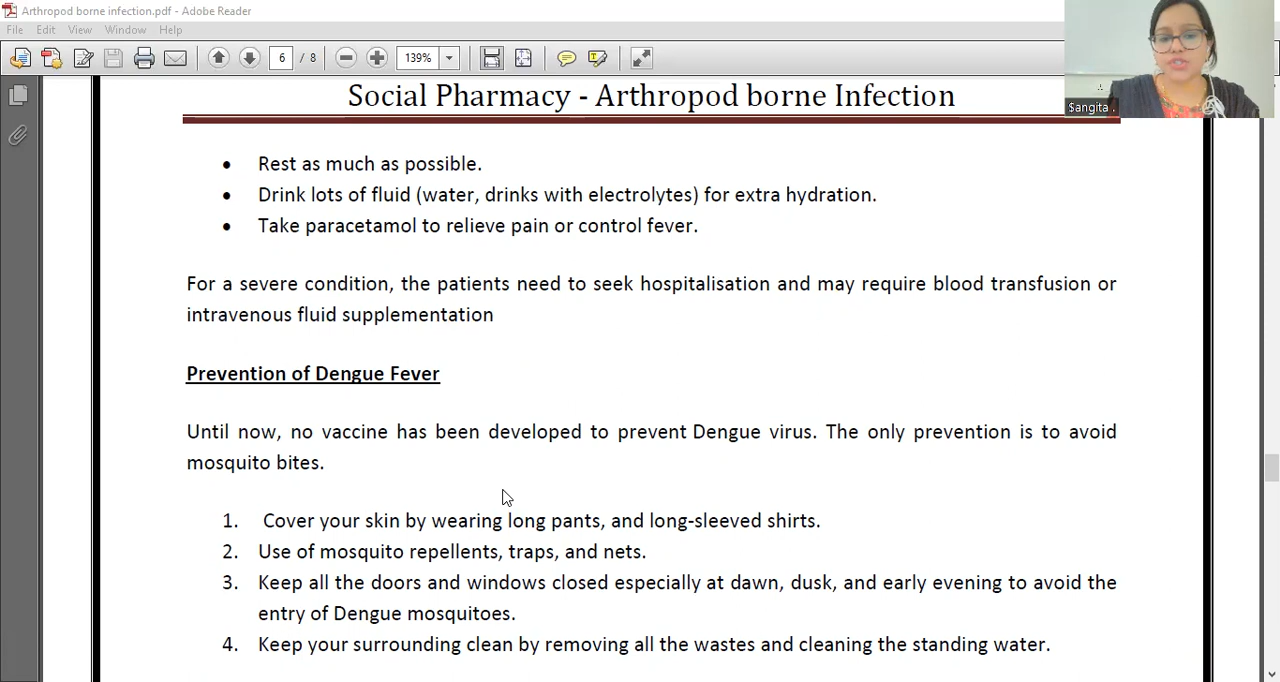 Arthropod borne infection.pdf - Adobe Reader
File Edit View Window Help
6 / 8 139%
Sangita .
Social Pharmacy - Arthropod borne Infection
• Rest as much as possible.
• Drink lots of fluid (water, drinks with electrolytes) for extra hydration.
• Take paracetamol to relieve pain or control fever.
For a severe condition, the patients need to seek hospitalisation and may require blood transfusion or
intravenous fluid supplementation
Prevention of Dengue Fever
Until now, no vaccine has been developed to prevent Dengue virus. The only prevention is to avoid
mosquito bites.
1. Cover your skin by wearing long pants, and long-sleeved shirts.
2. Use of mosquito repellents, traps, and nets.
3. Keep all the doors and windows closed especially at dawn, dusk, and early evening to avoid the
entry of Dengue mosquitoes.
4. Keep your surrounding clean by removing all the wastes and cleaning the standing water.